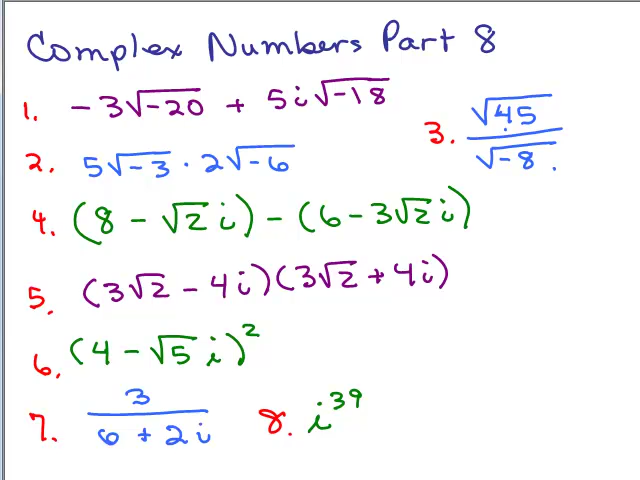 Complex Numbers Part 8
1. -3√-20 + 5i√-18
2. 5√-3 · 2√-6
3. √45 / √-8
4. (8 - √2 i) - (6 - 3√2 i)
5. (3√2 - 4i)(3√2 + 4i)
6. (4 - √5 i)²
7. 3 / (6 + 2i)
8. i³⁹